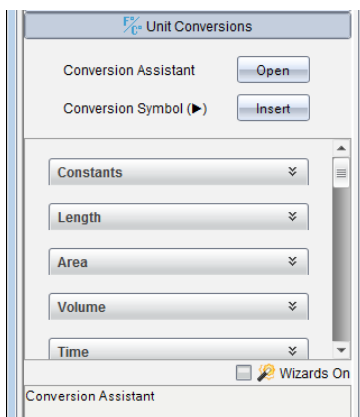 F°/C° Unit Conversions
Conversion Assistant Open
Conversion Symbol (►) Insert
Constants
Length
Area
Volume
Time
Wizards On
Conversion Assistant